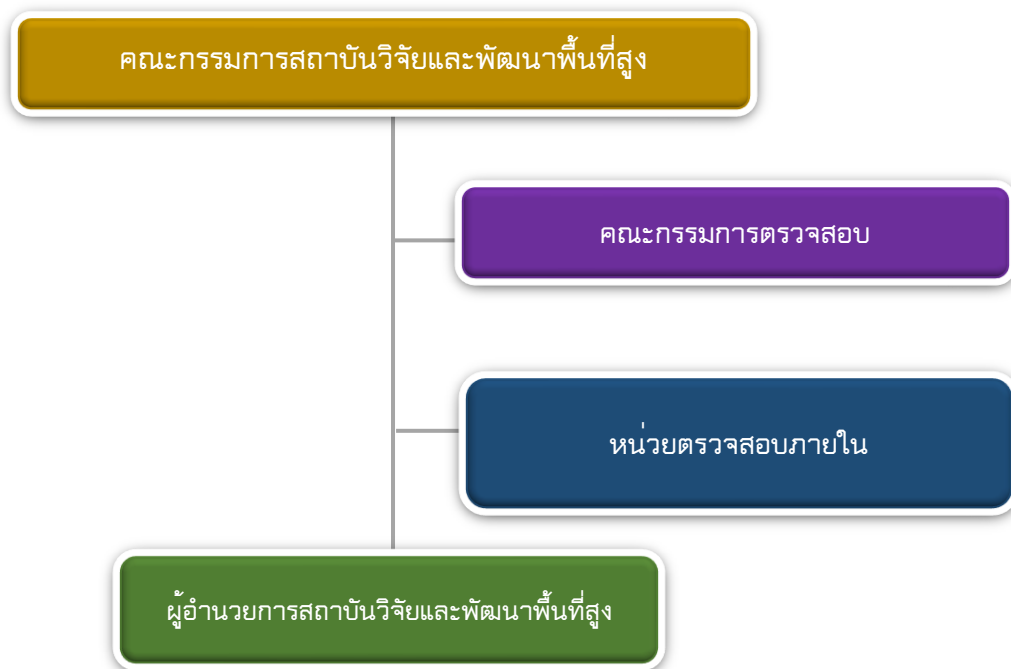 คณะกรรมการสถาบันวิจัยและพัฒนาพื้นที่สูง
คณะกรรมการตรวจสอบ
หน่วยตรวจสอบภายใน
ผู้อำนวยการสถาบันวิจัยและพัฒนาพื้นที่สูง